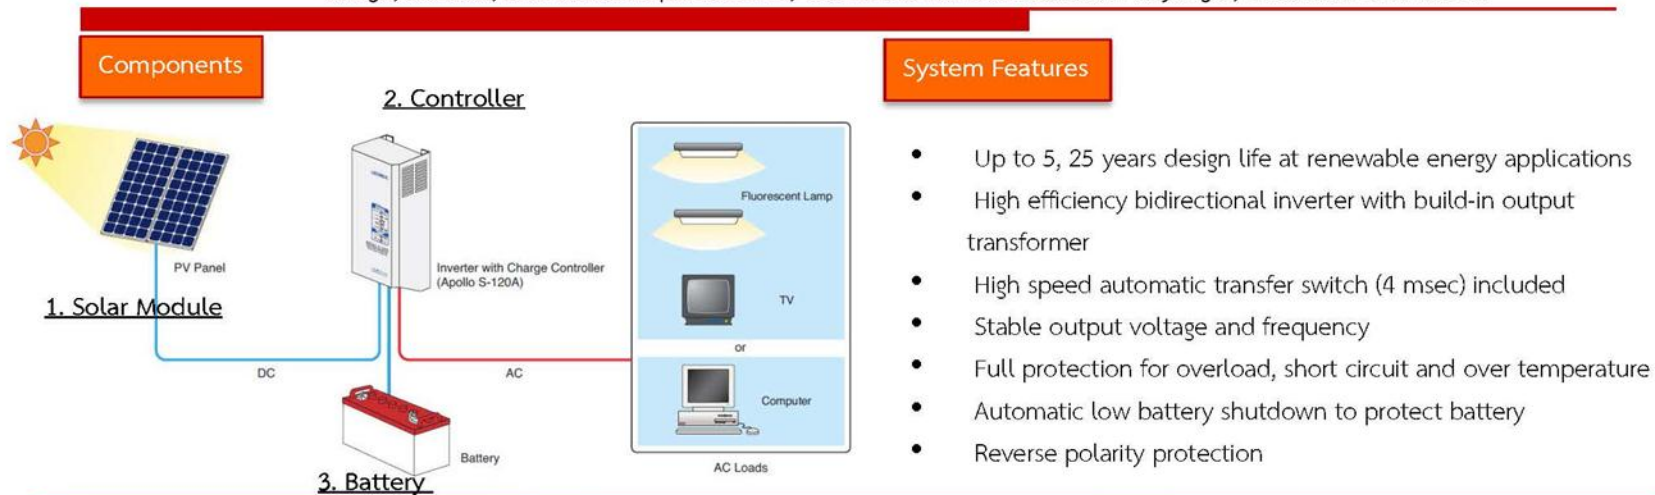 Components
2. Controller
PV Panel
1. Solar Module
Inverter with Charge Controller
(Apollo S-120A)
DC
AC
Battery
3. Battery
Fluorescent Lamp
TV
or
Computer
AC Loads
System Features
• Up to 5, 25 years design life at renewable energy applications
• High efficiency bidirectional inverter with build-in output
transformer
• High speed automatic transfer switch (4 msec) included
• Stable output voltage and frequency
• Full protection for overload, short circuit and over temperature
• Automatic low battery shutdown to protect battery
• Reverse polarity protection